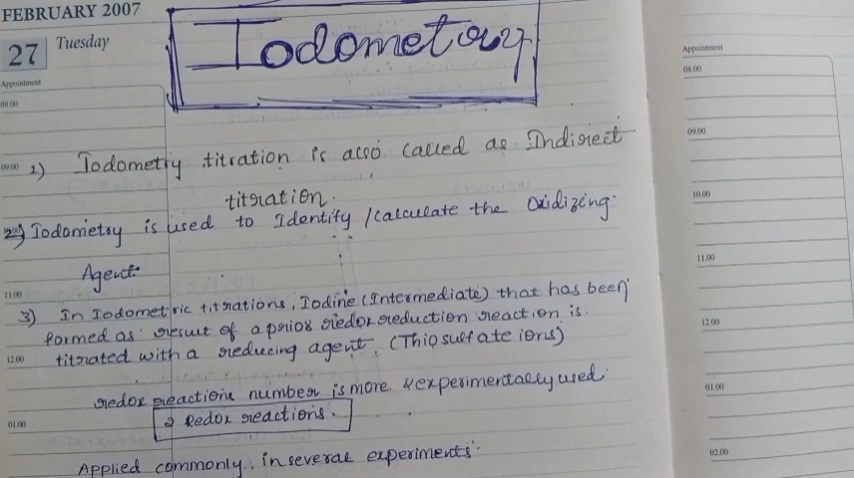 FEBRUARY 2007
27 Tuesday
Iodometry
Appointment
Appointment
08.00
08.00
09.00
09.00 1) Iodometry titration is also called as Indirect
titration.
10.00
2) Iodometry is used to Identify / calculate the Oxidizing
Agent.
11.00
11.00
3) In Iodometric titrations, Iodine (Intermediate) that has been
formed as result of a prior redox reduction reaction is
12.00
12.00 titrated with a reducing agent. (Thiosulfate ions)
redox reactions number is more & experimentally used.
01.00
01.00 2 Redox reactions.
Applied commonly in several experiments.
02.00